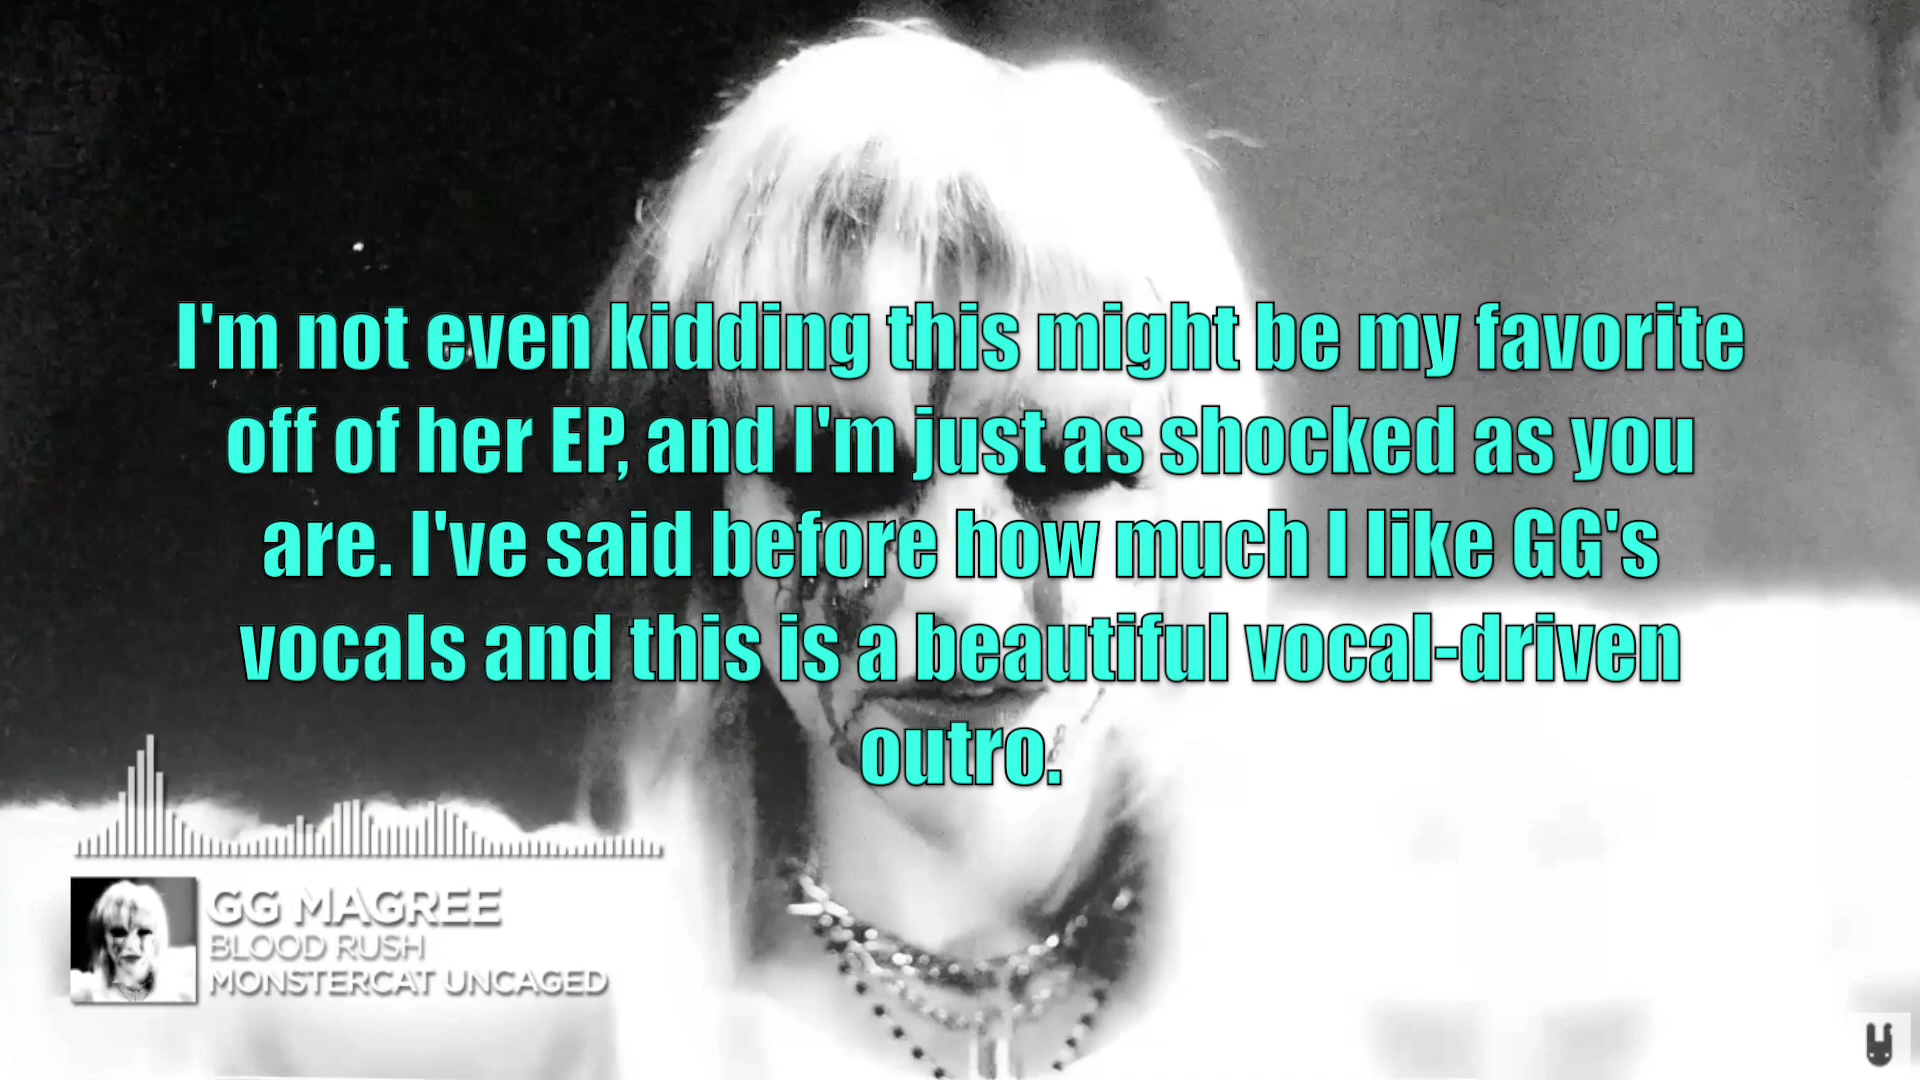 I'm not even kidding this might be my favorite
off of her EP, and I'm just as shocked as you
are. I've said before how much I like GG's
vocals and this is a beautiful vocal-driven
outro.
GG MAGREE
BLOOD RUSH
MONSTERCAT UNCAGED